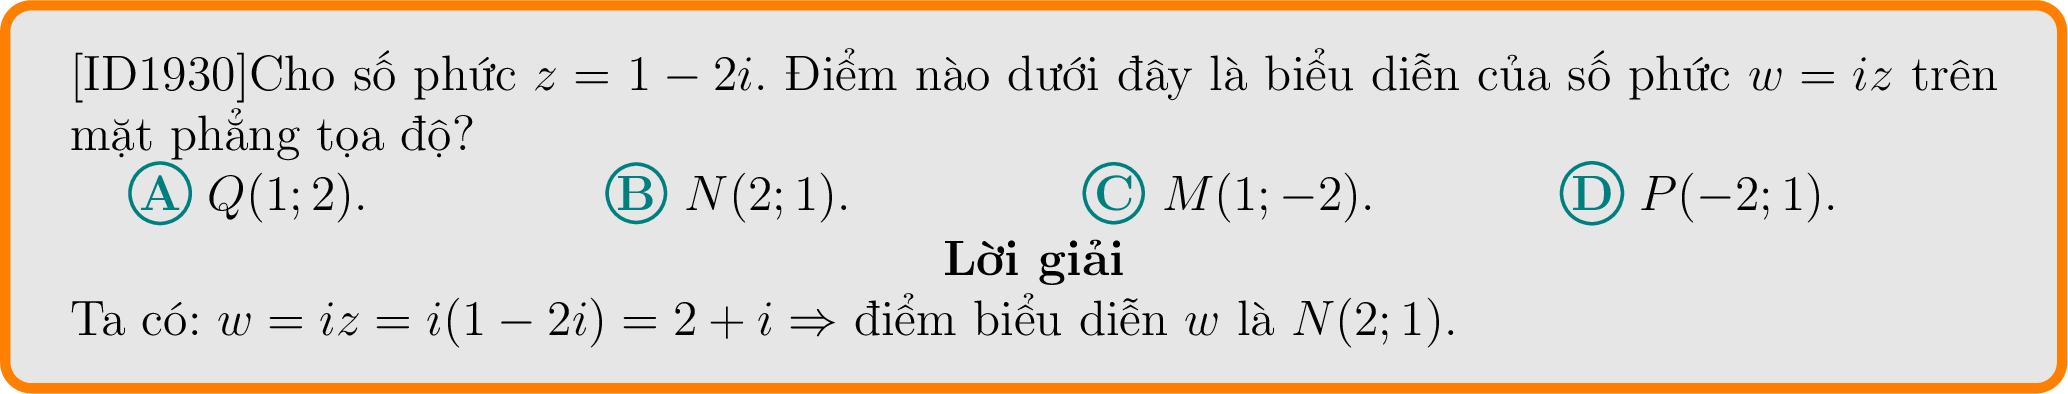 [ID1930]Cho số phức z = 1 − 2i. Điểm nào dưới đây là biểu diễn của số phức w = iz trên
mặt phẳng tọa độ?
A Q(1; 2). B N(2; 1). C M(1; −2). D P(−2; 1).
Lời giải
Ta có: w = iz = i(1 − 2i) = 2 + i ⇒ điểm biểu diễn w là N(2; 1).